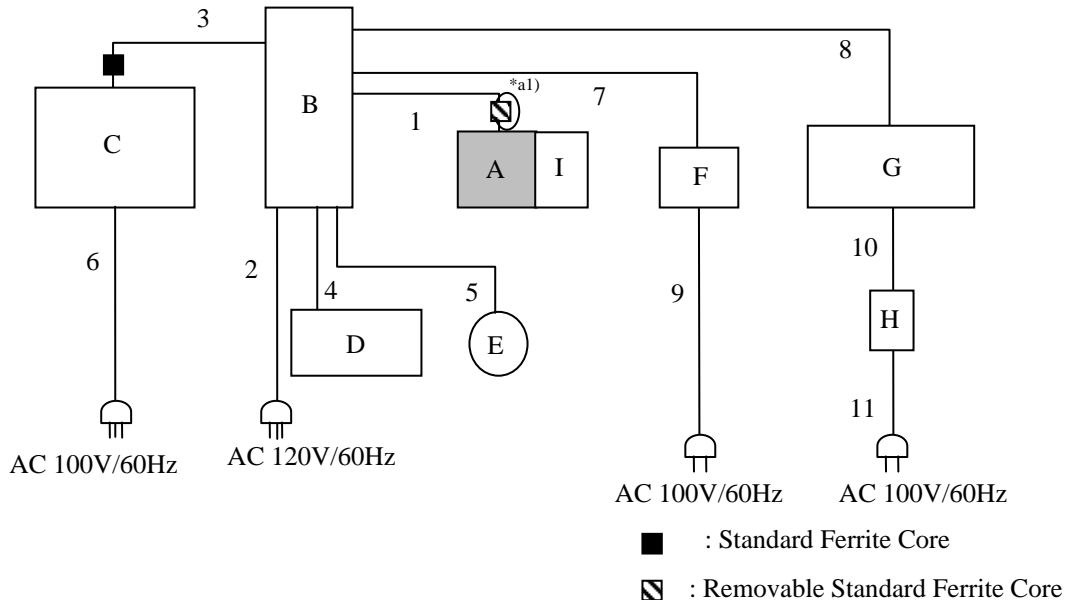 3
8
*a1)
7
B
1
C
A
I
F
G
6
2
4
5
9
10
D
E
H
11
AC 100V/60Hz
AC 120V/60Hz
AC 100V/60Hz
AC 100V/60Hz
: Standard Ferrite Core
: Removable Standard Ferrite Core